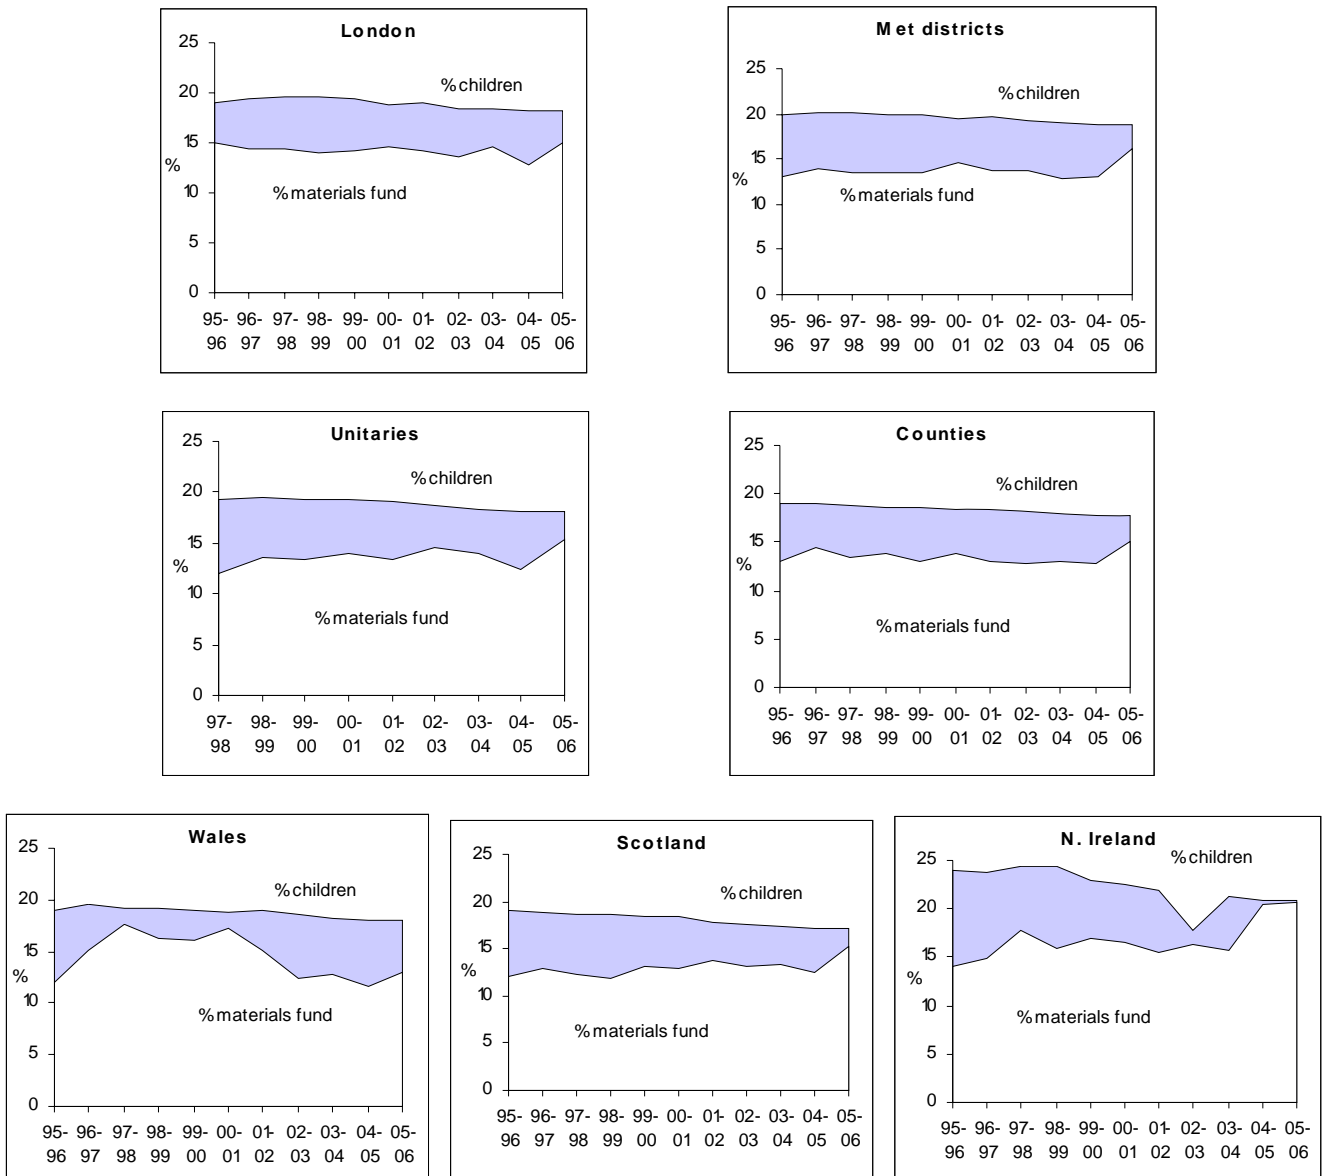 London
25
20
15
10
5
0
%
% children
% materials fund
95- 96- 97- 98- 99- 00- 01- 02- 03- 04- 05-
96 97 98 99 00 01 02 03 04 05 06
Met districts
25
20
15
10
5
0
%
% children
% materials fund
95- 96- 97- 98- 99- 00- 01- 02- 03- 04- 05-
96 97 98 99 00 01 02 03 04 05 06
Unitaries
25
20
15
10
5
0
%
% children
% materials fund
97- 98- 99- 00- 01- 02- 03- 04- 05-
98 99 00 01 02 03 04 05 06
Counties
25
20
15
10
5
0
%
% children
% materials fund
95- 96- 97- 98- 99- 00- 01- 02- 03- 04- 05-
96 97 98 99 00 01 02 03 04 05 06
Wales
25
20
15
10
5
0
%
% children
% materials fund
95- 96- 97- 98- 99- 00- 01- 02- 03- 04- 05-
96 97 98 99 00 01 02 03 04 05 06
Scotland
25
20
15
10
5
0
%
% children
% materials fund
95- 96- 97- 98- 99- 00- 01- 02- 03- 04- 05-
96 97 98 99 00 01 02 03 04 05 06
N. Ireland
25
20
15
10
5
0
%
% children
% materials fund
95- 96- 97- 98- 99- 00- 01- 02- 03- 04- 05-
96 97 98 99 00 01 02 03 04 05 06